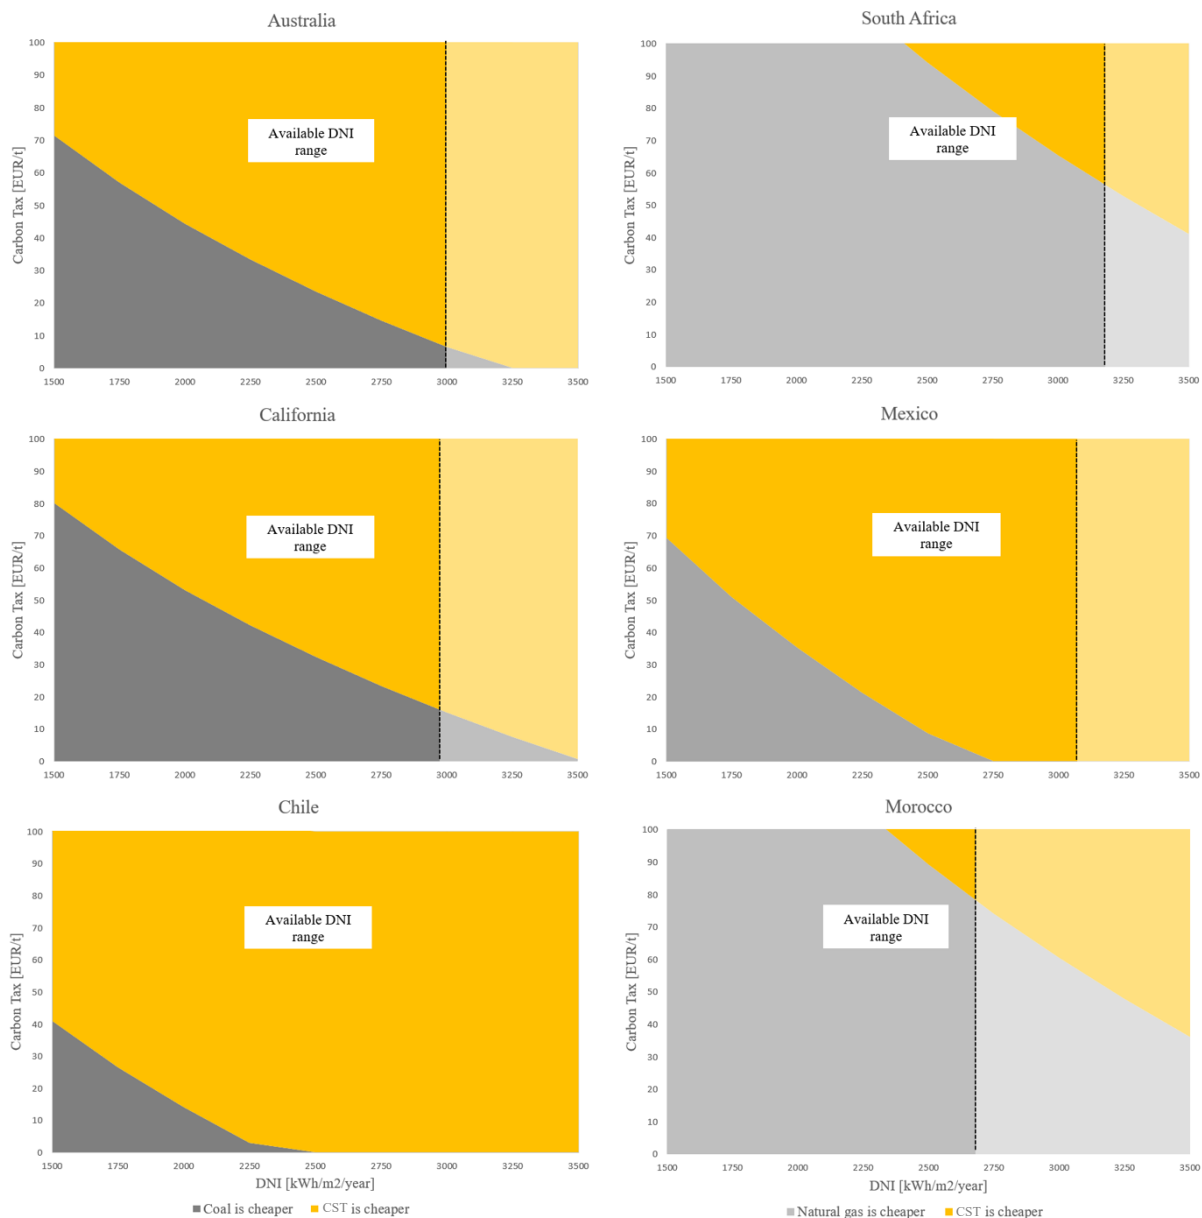 Australia
100
90
80
70
60
50
40
30
20
10
0
Carbon Tax [EUR/t]
Available DNI
range
1500 1750 2000 2250 2500 2750 3000 3250 3500
South Africa
100
90
80
70
60
50
40
30
20
10
0
Carbon Tax [EUR/t]
Available DNI
range
1500 1750 2000 2250 2500 2750 3000 3250 3500
California
100
90
80
70
60
50
40
30
20
10
0
Carbon Tax [EUR/t]
Available DNI
range
1500 1750 2000 2250 2500 2750 3000 3250 3500
Mexico
100
90
80
70
60
50
40
30
20
10
0
Carbon Tax [EUR/t]
Available DNI
range
1500 1750 2000 2250 2500 2750 3000 3250 3500
Chile
100
90
80
70
60
50
40
30
20
10
0
Carbon Tax [EUR/t]
Available DNI
range
1500 1750 2000 2250 2500 2750 3000 3250 3500
DNI [kWh/m2/year]
Coal is cheaper CST is cheaper
Morocco
100
90
80
70
60
50
40
30
20
10
0
Carbon Tax [EUR/t]
Available DNI
range
1500 1750 2000 2250 2500 2750 3000 3250 3500
DNI [kWh/m2/year]
Natural gas is cheaper CST is cheaper